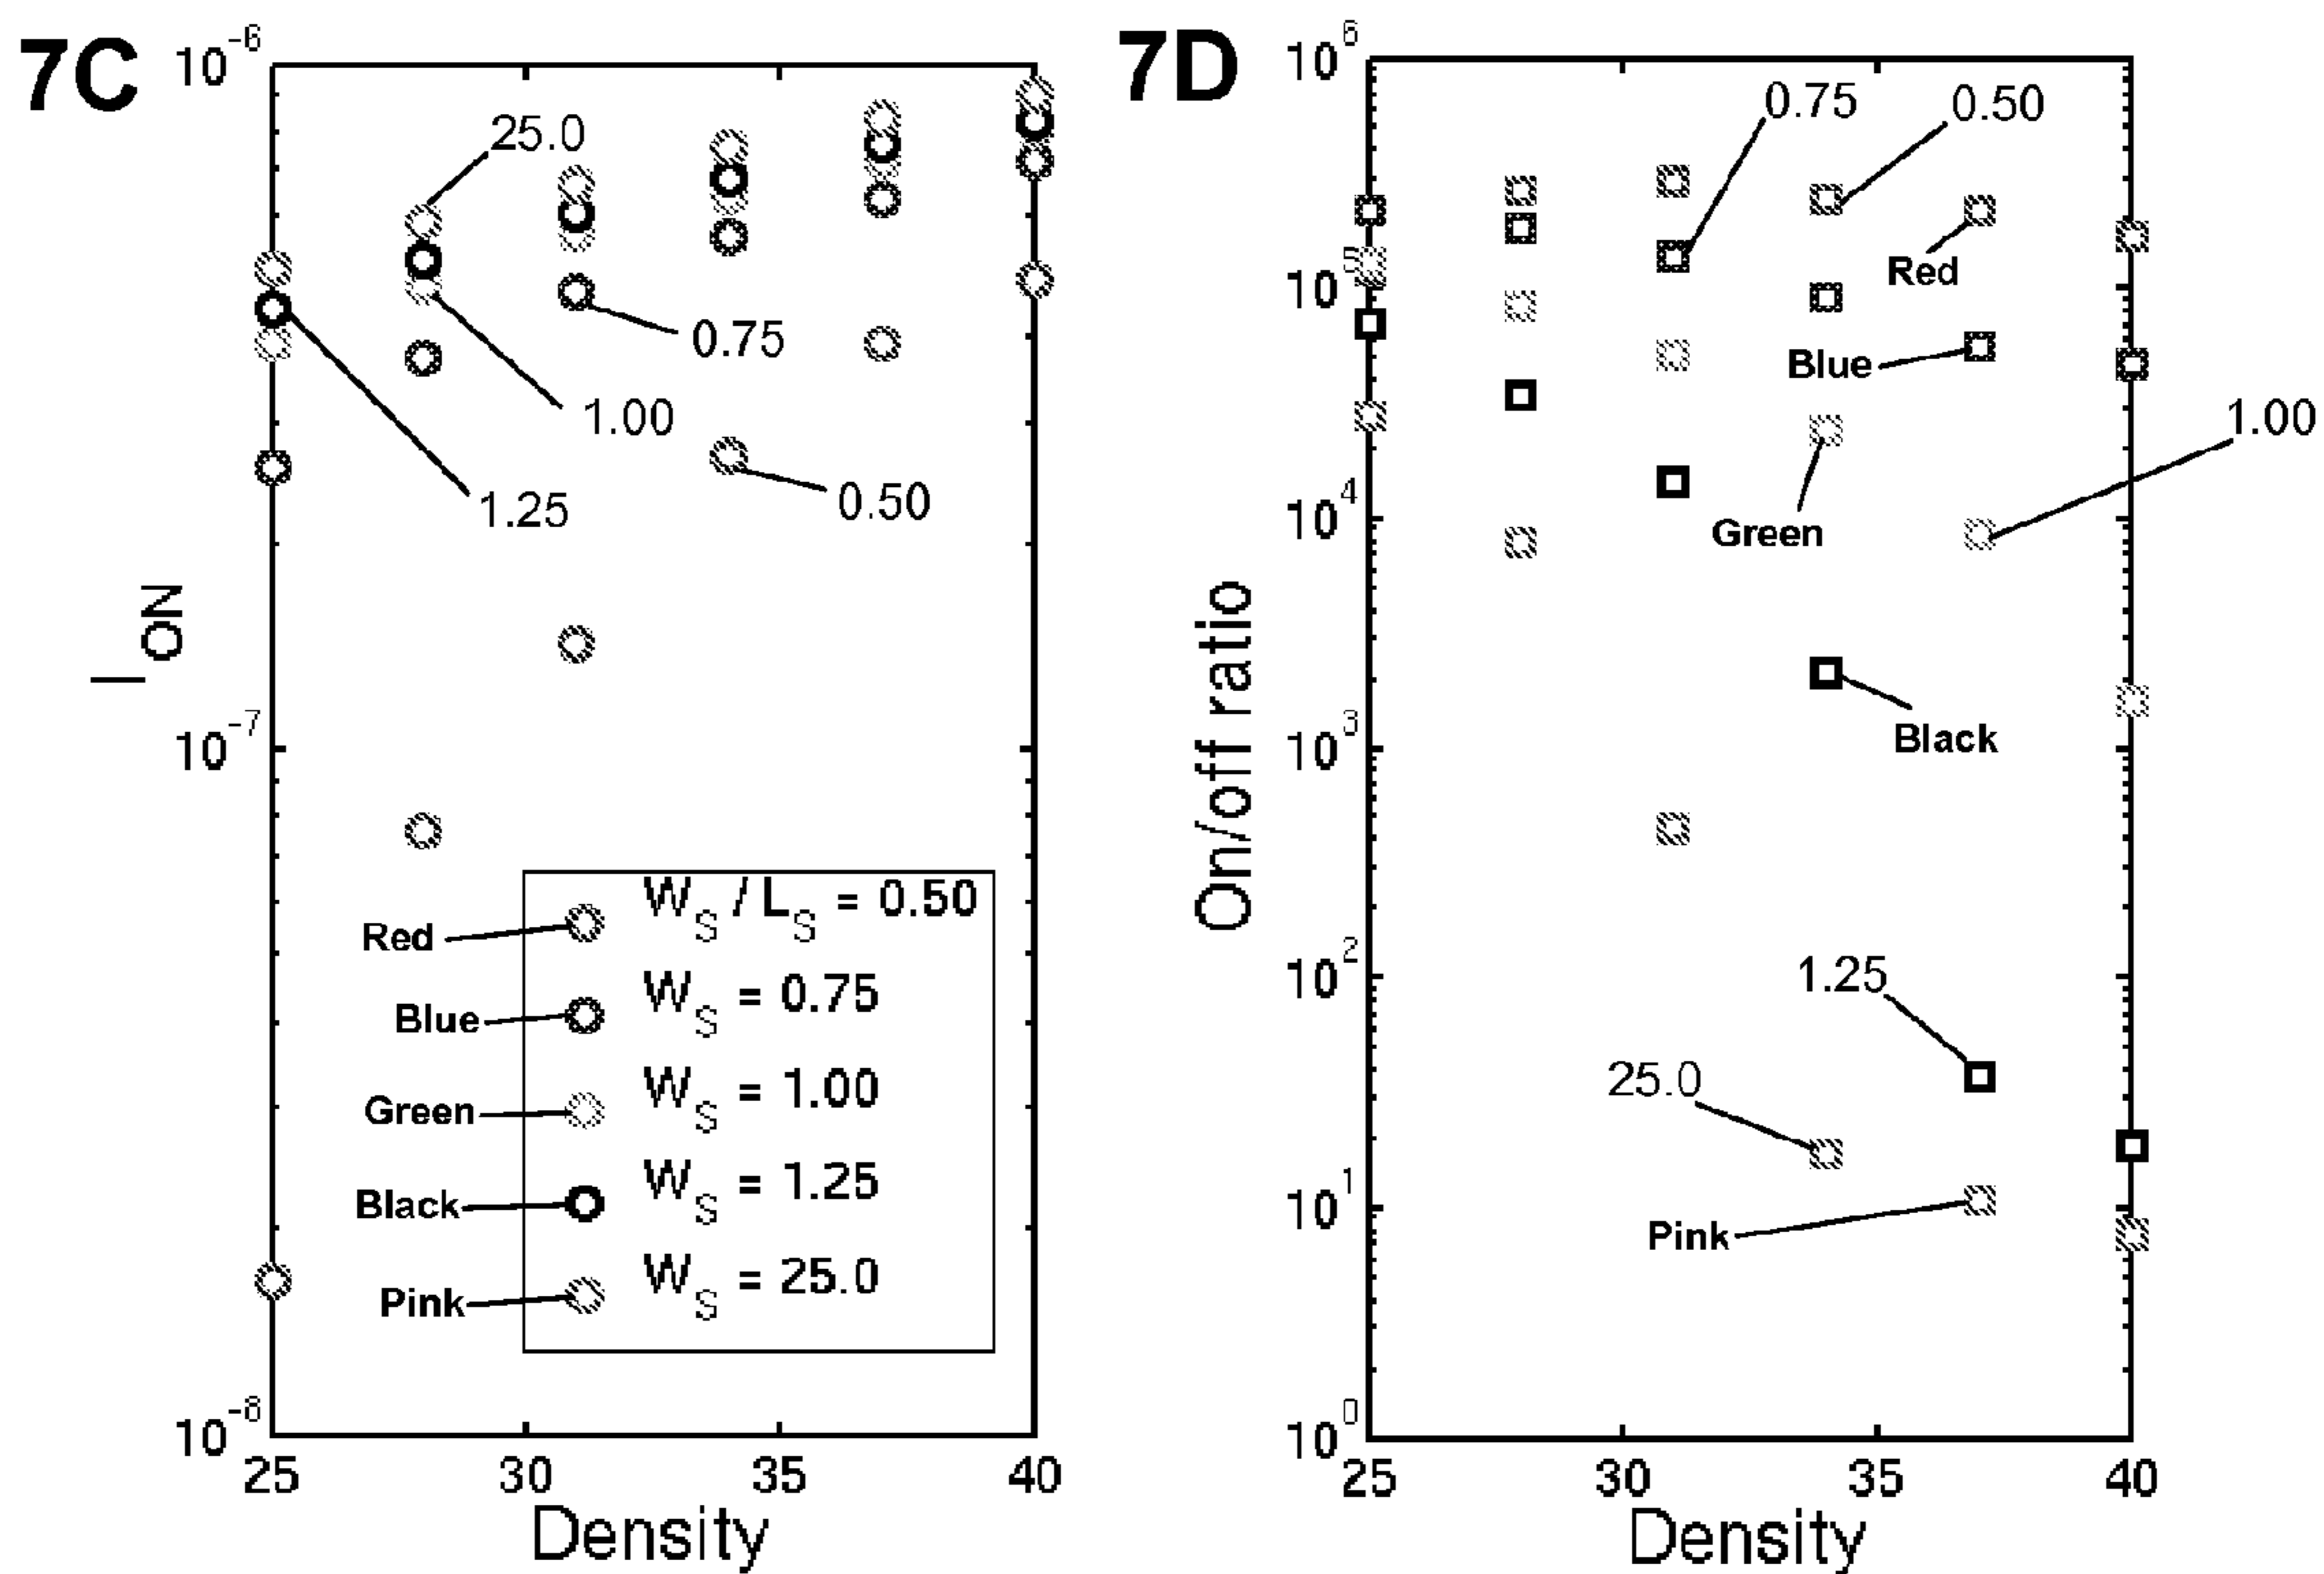 7C
10^-6
25.0
0.75
1.00
1.25
0.50
I_ON
10^-7
Red
W_S / L_S = 0.50
Blue
W_S = 0.75
Green
W_S = 1.00
Black
W_S = 1.25
Pink
W_S = 25.0
10^-8
25 30 35 40
Density
7D
10^6
0.75
0.50
Red
10^5
Blue
1.00
10^4
Green
On/off ratio
10^3
Black
10^2
1.25
25.0
10^1
Pink
10^0
25 30 35 40
Density